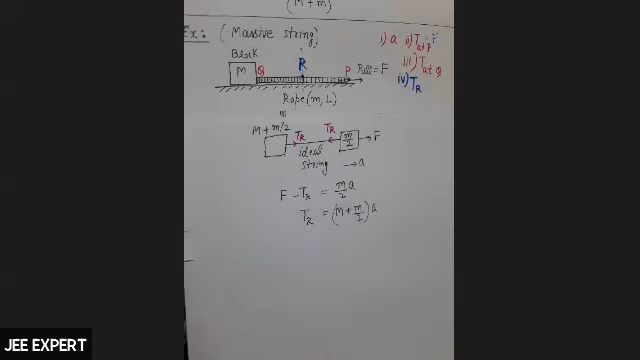 (M+m)
Ex: (Massive string)
i) a ii) T at P = F
iii) T at Q
iv) T_R
Block
M
Q
R
P
= F
Rope (m, L)
M + m/2
T_R
T_R
m/2
F
ideal
string
→ a
F - T_R = m/2 a
T_R = (M + m/2) a
JEE EXPERT